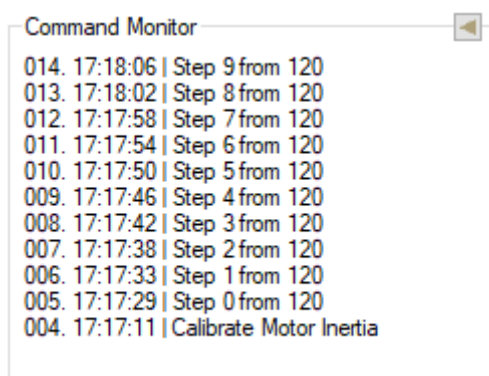 Command Monitor
014. 17:18:06 | Step 9 from 120
013. 17:18:02 | Step 8 from 120
012. 17:17:58 | Step 7 from 120
011. 17:17:54 | Step 6 from 120
010. 17:17:50 | Step 5 from 120
009. 17:17:46 | Step 4 from 120
008. 17:17:42 | Step 3 from 120
007. 17:17:38 | Step 2 from 120
006. 17:17:33 | Step 1 from 120
005. 17:17:29 | Step 0 from 120
004. 17:17:11 | Calibrate Motor Inertia